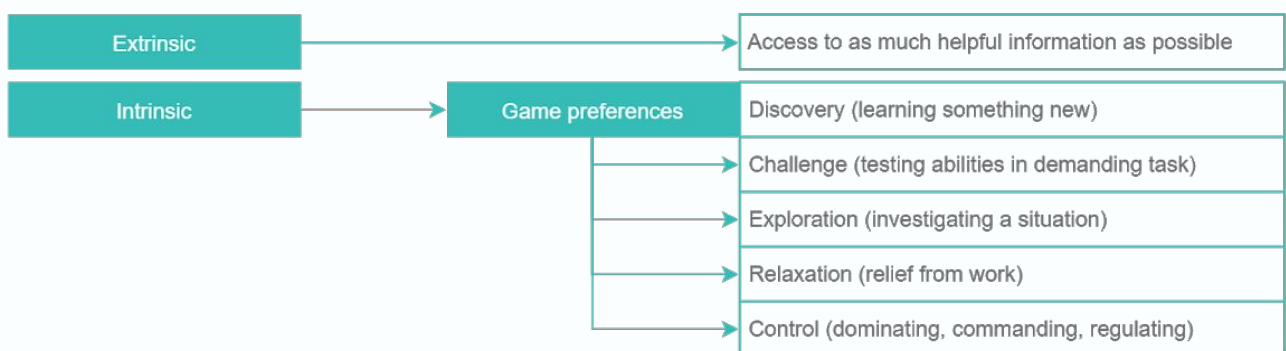 Extrinsic
Access to as much helpful information as possible
Intrinsic
Game preferences
Discovery (learning something new)
Challenge (testing abilities in demanding task)
Exploration (investigating a situation)
Relaxation (relief from work)
Control (dominating, commanding, regulating)